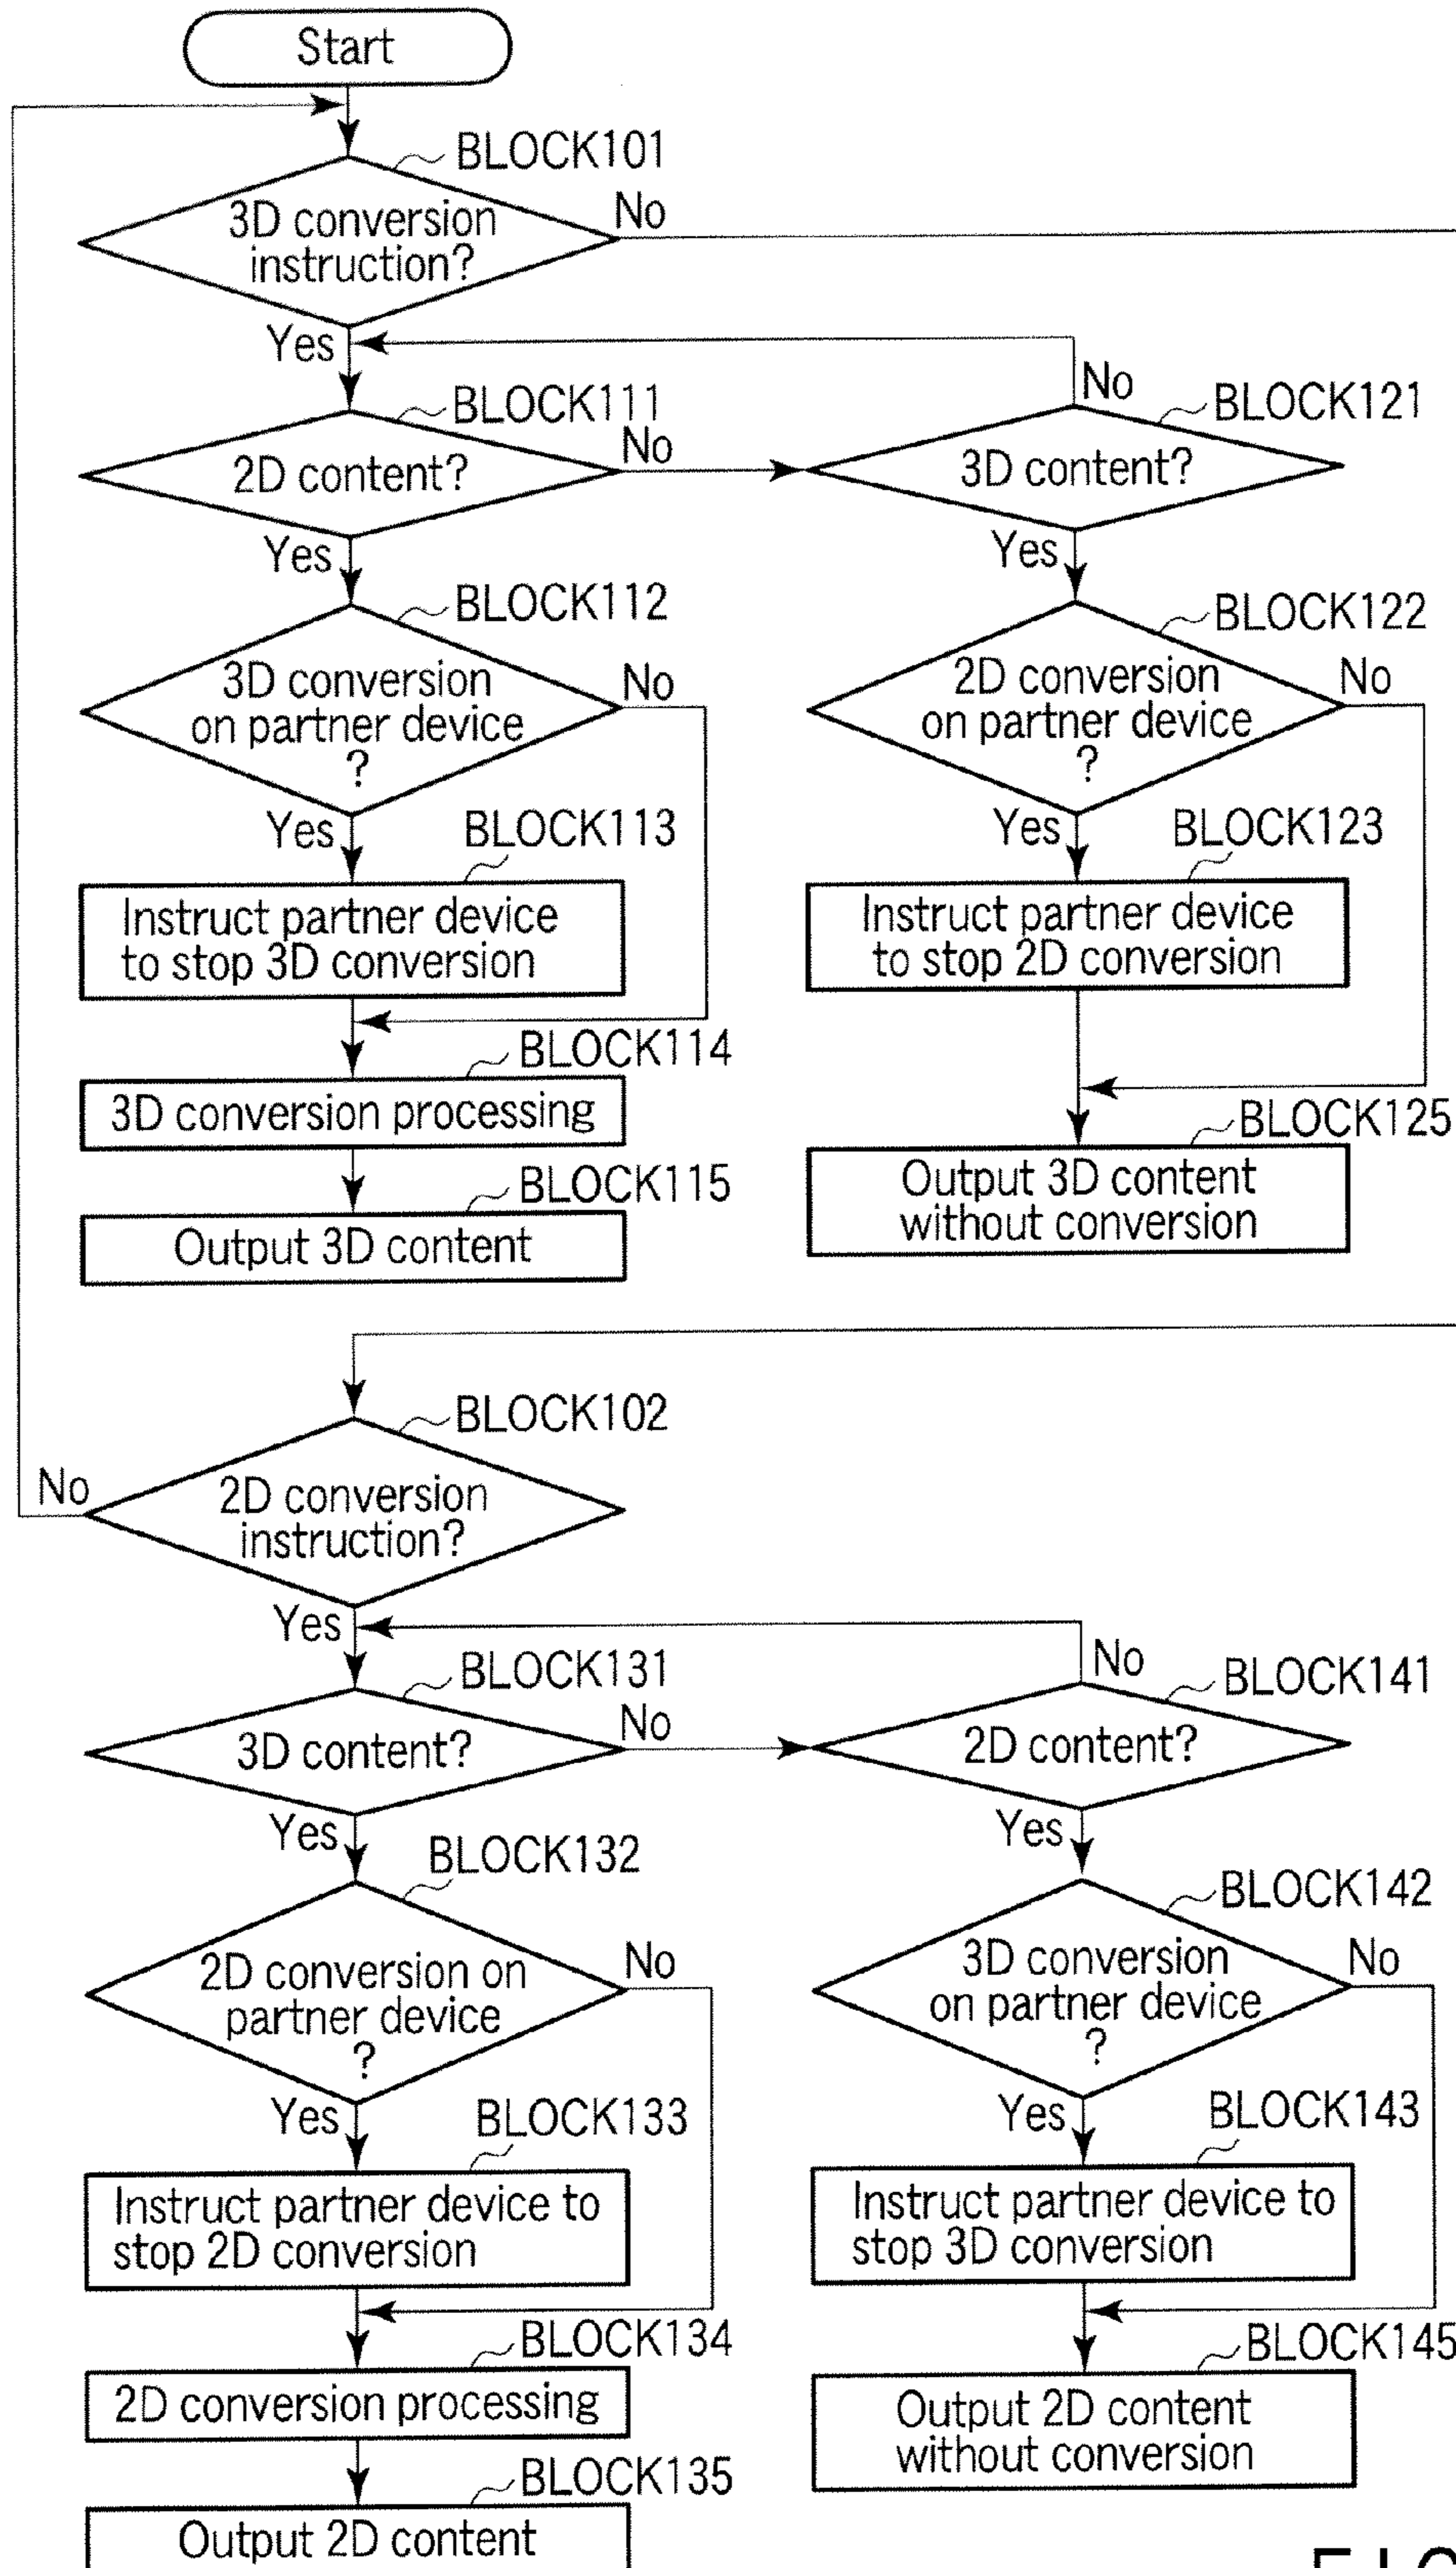 Start
BLOCK101
3D conversion
instruction?
No
Yes
BLOCK111
2D content?
No
No
BLOCK121
3D content?
Yes
Yes
BLOCK112
3D conversion
on partner device
?
No
BLOCK122
2D conversion
on partner device
?
No
Yes
BLOCK113
Instruct partner device
to stop 3D conversion
Yes
BLOCK123
Instruct partner device
to stop 2D conversion
BLOCK114
3D conversion processing
BLOCK125
Output 3D content
without conversion
BLOCK115
Output 3D content
BLOCK102
2D conversion
instruction?
No
Yes
BLOCK131
3D content?
No
No
BLOCK141
2D content?
Yes
Yes
BLOCK132
2D conversion on
partner device
?
No
BLOCK142
3D conversion
on partner device
?
No
Yes
BLOCK133
Instruct partner device to
stop 2D conversion
Yes
BLOCK143
Instruct partner device to
stop 3D conversion
BLOCK134
2D conversion processing
BLOCK145
Output 2D content
without conversion
BLOCK135
Output 2D content